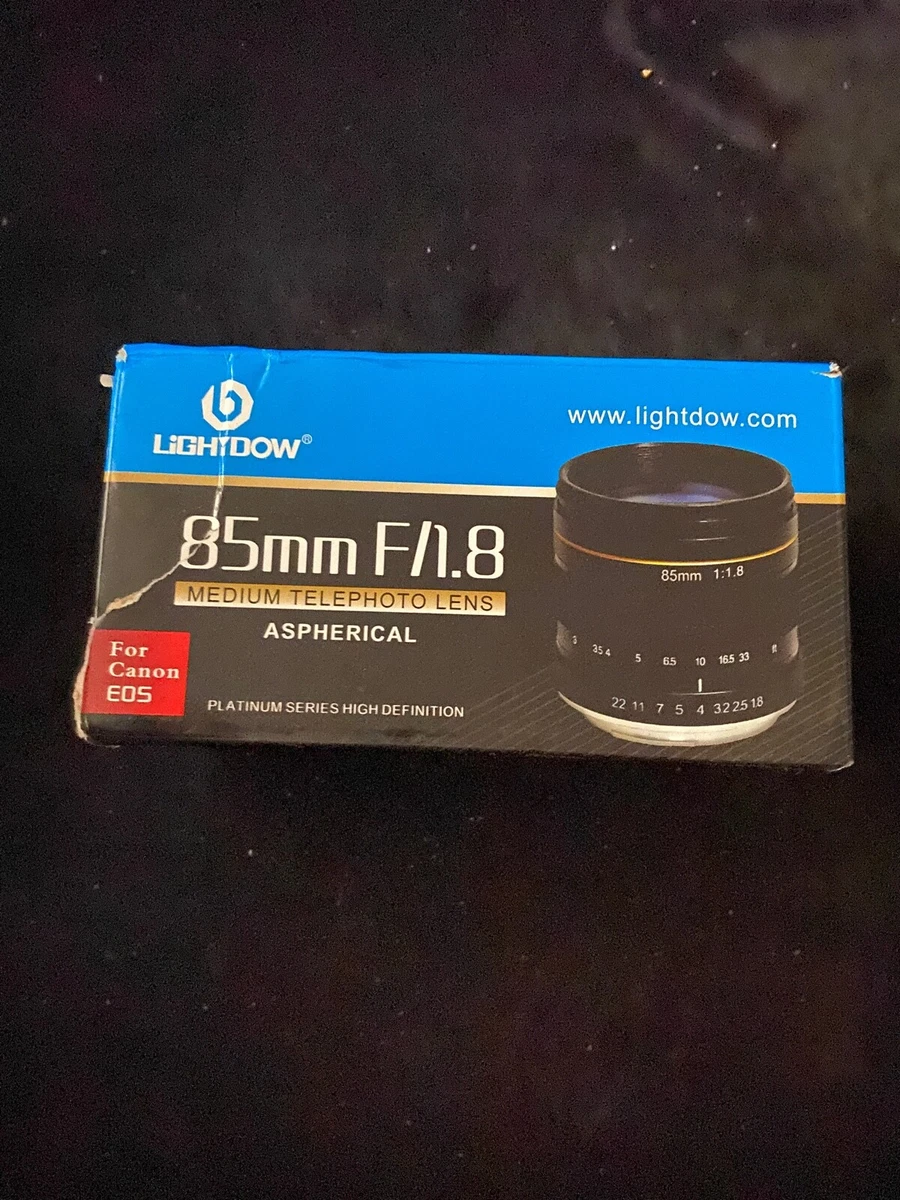 LiGHTDOW®
www.lightdow.com
85mm F/1.8
MEDIUM TELEPHOTO LENS
ASPHERICAL
For
Canon
EOS
PLATINUM SERIES HIGH DEFINITION
85mm 1:1.8
3 3.5 4 5 6.5 10 16.5 33 ft
22 11 7 5 4 3.2 2.5 1.8